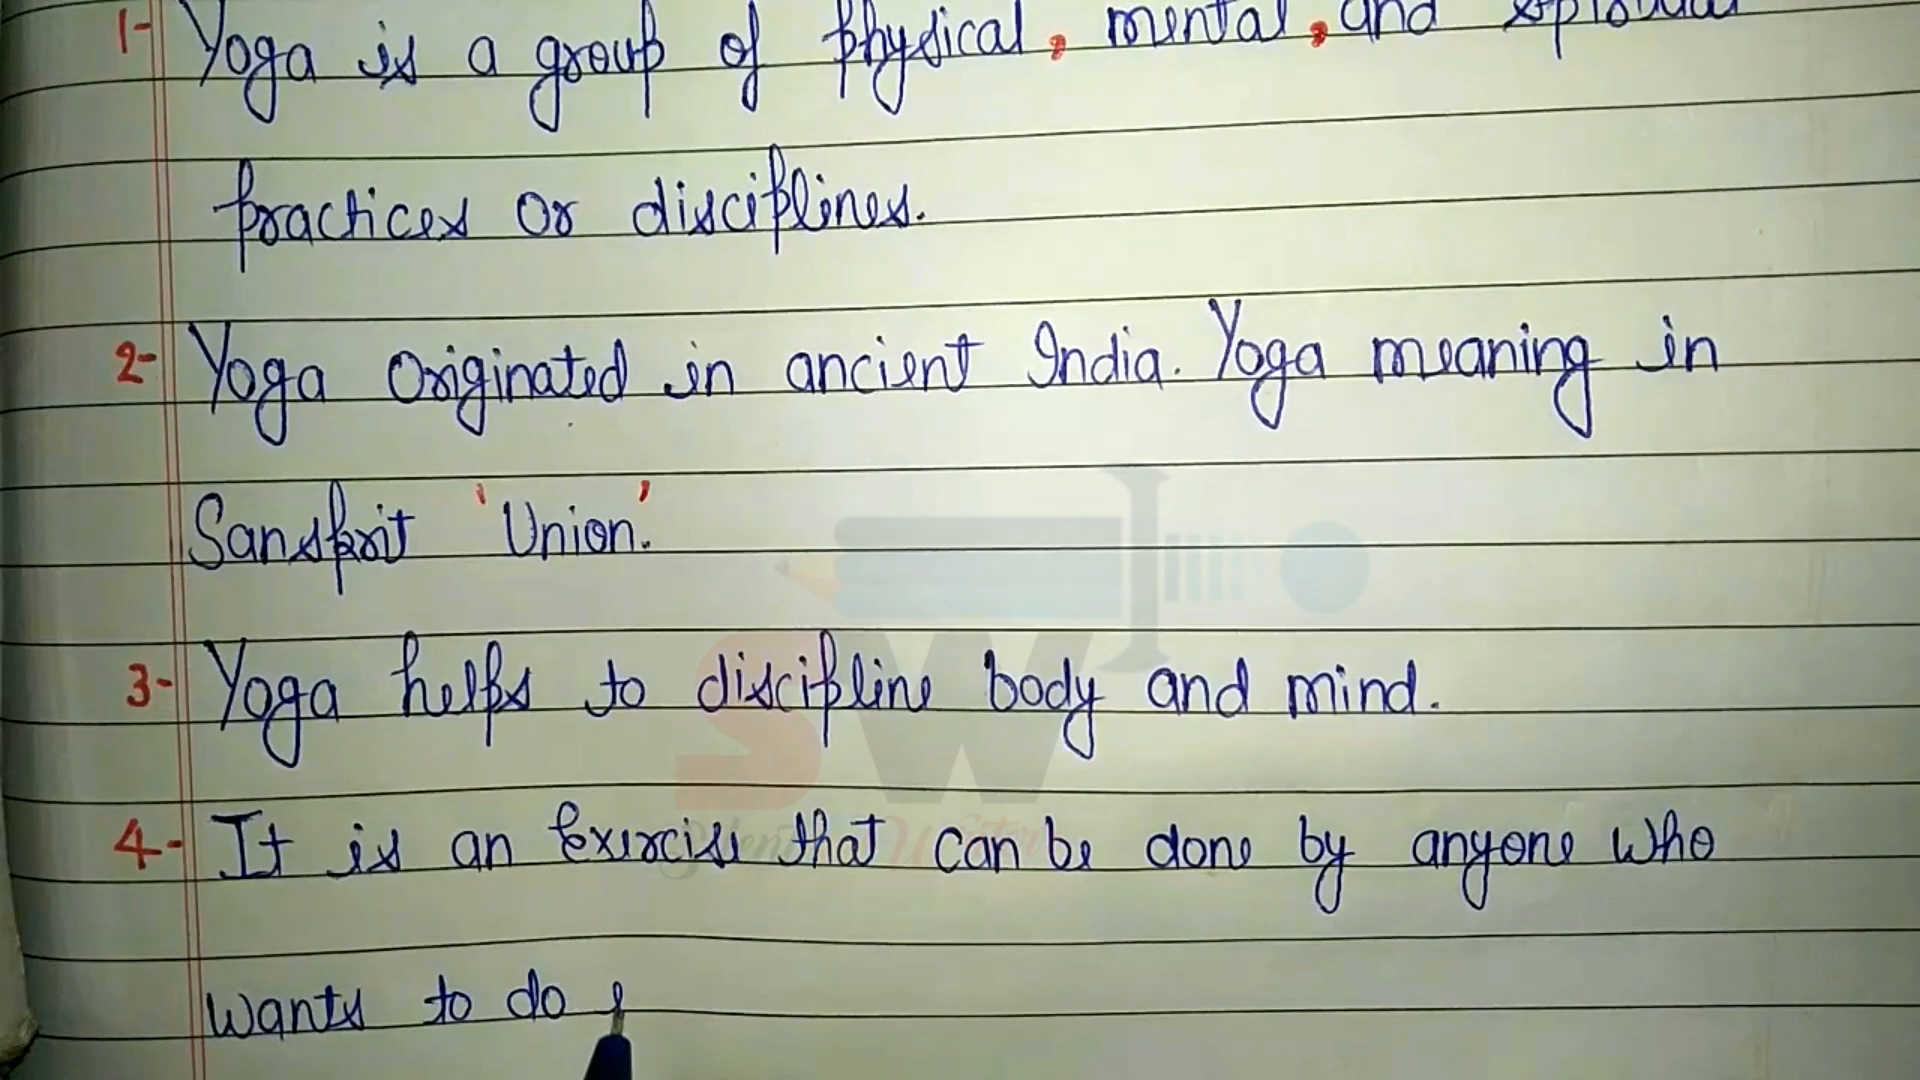 1- Yoga is a group of physical, mental, and spiritual
practices or disciplines.
2- Yoga originated in ancient India. Yoga meaning in
Sanskrit 'Union.'
3- Yoga helps to discipline body and mind.
4- It is an Exercise that can be done by anyone who
wants to do
SW